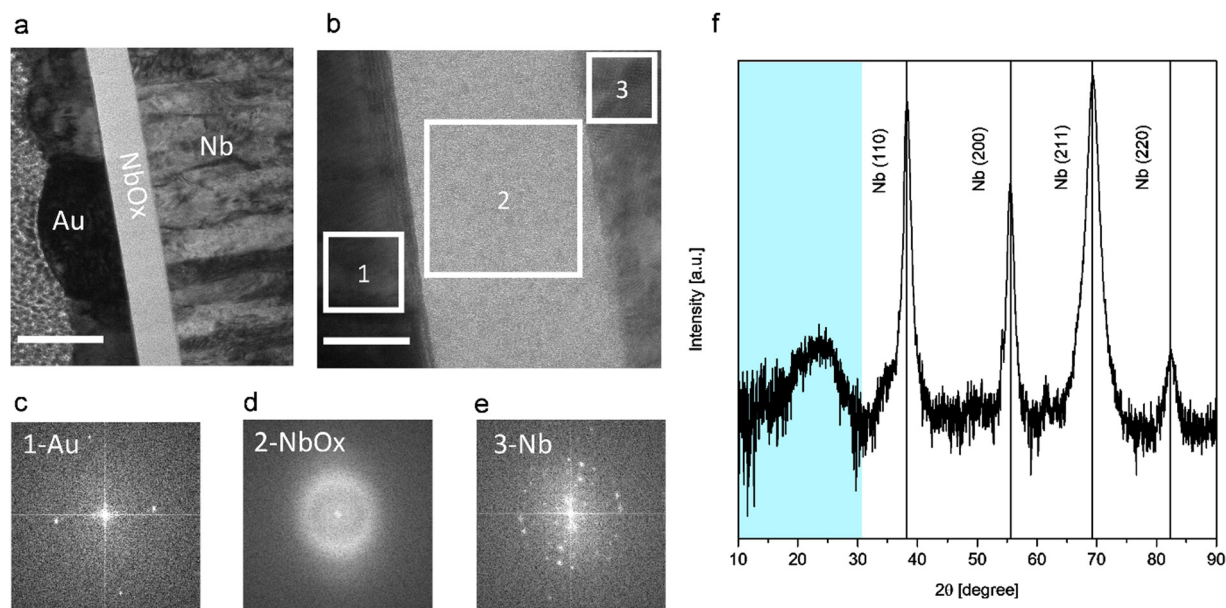 a
b
f
Au
NbOx
Nb
1
2
3
c
d
e
1-Au
2-NbOx
3-Nb
Intensity [a.u.]
Nb (110)
Nb (200)
Nb (211)
Nb (220)
10 20 30 40 50 60 70 80 90
2θ [degree]